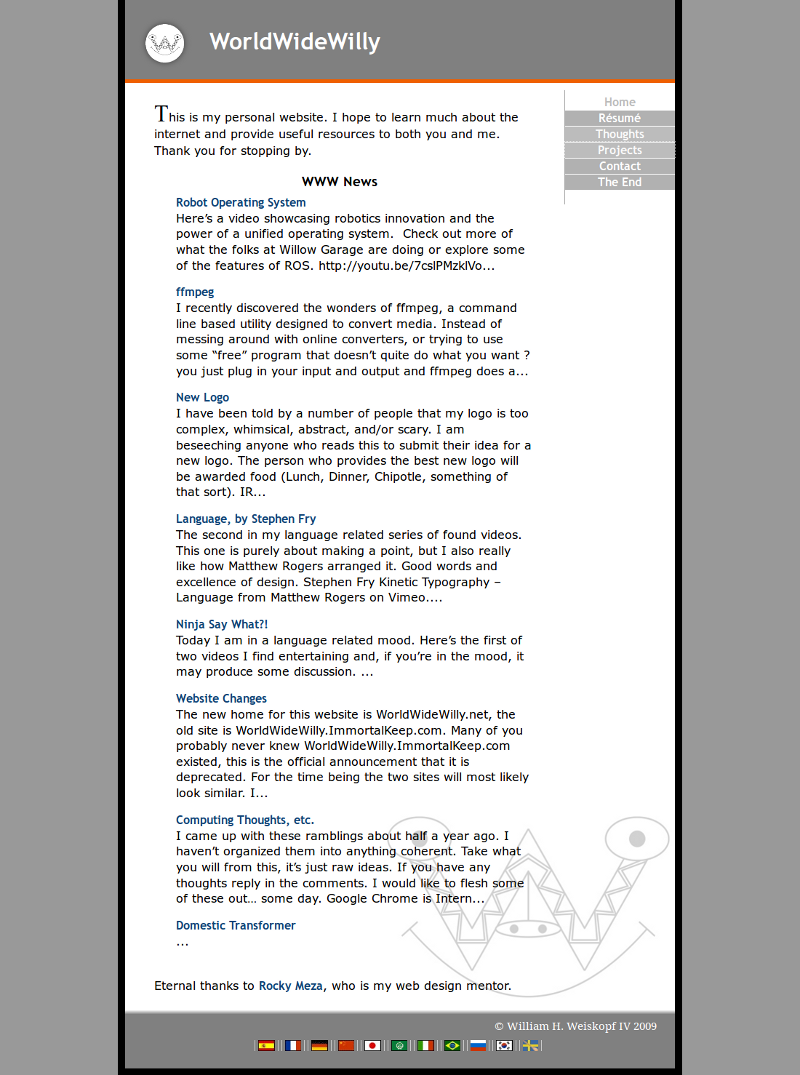 WorldWideWilly
Home
Résumé
Thoughts
Projects
Contact
The End
This is my personal website. I hope to learn much about the
internet and provide useful resources to both you and me.
Thank you for stopping by.
WWW News
Robot Operating System
Here’s a video showcasing robotics innovation and the
power of a unified operating system.  Check out more of
what the folks at Willow Garage are doing or explore some
of the features of ROS. http://youtu.be/7cslPMzklVo...
ffmpeg
I recently discovered the wonders of ffmpeg, a command
line based utility designed to convert media. Instead of
messing around with online converters, or trying to use
some “free” program that doesn’t quite do what you want ?
you just plug in your input and output and ffmpeg does a...
New Logo
I have been told by a number of people that my logo is too
complex, whimsical, abstract, and/or scary. I am
beseeching anyone who reads this to submit their idea for a
new logo. The person who provides the best new logo will
be awarded food (Lunch, Dinner, Chipotle, something of
that sort). IR...
Language, by Stephen Fry
The second in my language related series of found videos.
This one is purely about making a point, but I also really
like how Matthew Rogers arranged it. Good words and
excellence of design. Stephen Fry Kinetic Typography –
Language from Matthew Rogers on Vimeo....
Ninja Say What?!
Today I am in a language related mood. Here’s the first of
two videos I find entertaining and, if you’re in the mood, it
may produce some discussion. ...
Website Changes
The new home for this website is WorldWideWilly.net, the
old site is WorldWideWilly.ImmortalKeep.com. Many of you
probably never knew WorldWideWilly.ImmortalKeep.com
existed, this is the official announcement that it is
deprecated. For the time being the two sites will most likely
look similar. I...
Computing Thoughts, etc.
I came up with these ramblings about half a year ago. I
haven’t organized them into anything coherent. Take what
you will from this, it’s just raw ideas. If you have any
thoughts reply in the comments. I would like to flesh some
of these out… some day. Google Chrome is Intern...
Domestic Transformer
...
Eternal thanks to Rocky Meza, who is my web design mentor.
© William H. Weiskopf IV 2009